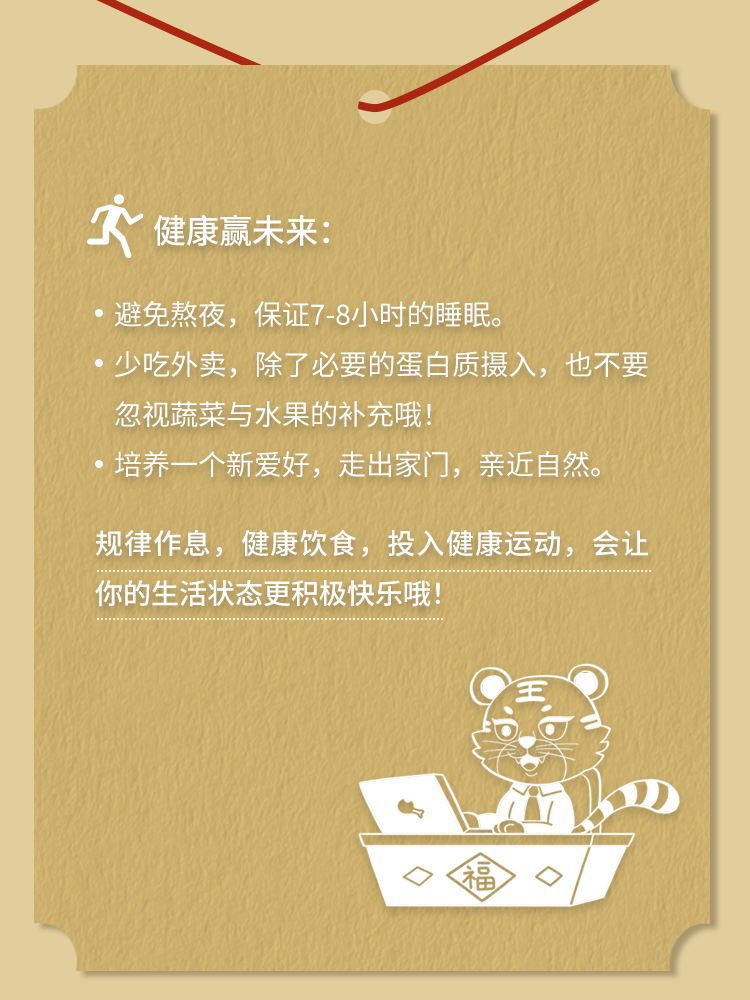 健康赢未来：
• 避免熬夜，保证7-8小时的睡眠。
• 少吃外卖，除了必要的蛋白质摄入，也不要
忽视蔬菜与水果的补充哦！
• 培养一个新爱好，走出家门，亲近自然。
规律作息，健康饮食，投入健康运动，会让
你的生活状态更积极快乐哦！
王
福